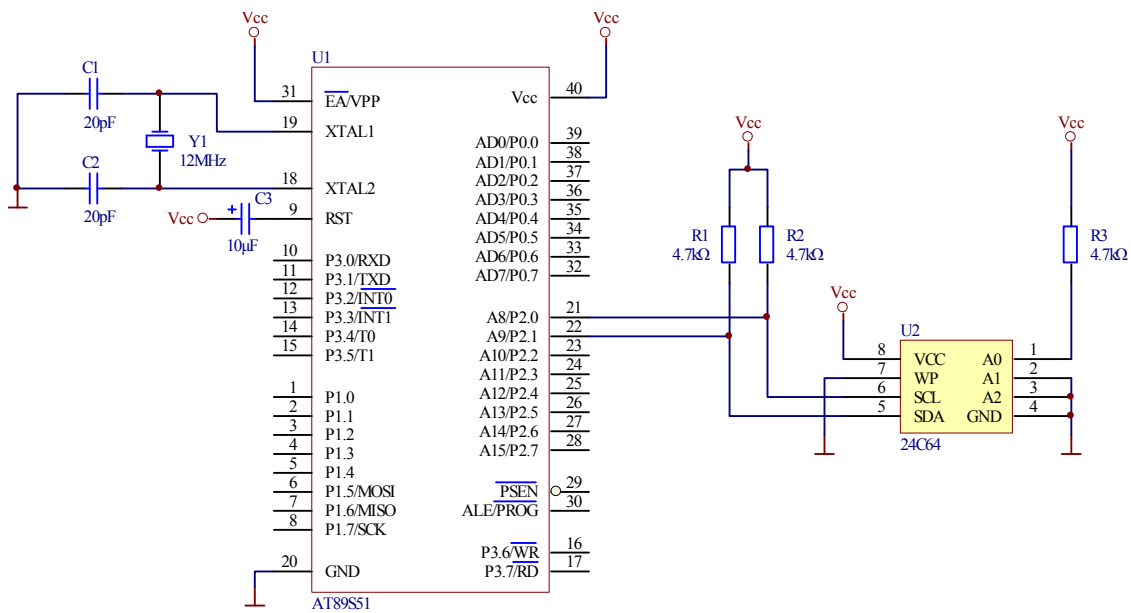 Vcc
Vcc
U1
C1
20pF
Y1
12MHz
C2
20pF
Vcc
+
C3
10μF
31 EA/VPP
19 XTAL1
18 XTAL2
9 RST
10 P3.0/RXD
11 P3.1/TXD
12 P3.2/INT0
13 P3.3/INT1
14 P3.4/T0
15 P3.5/T1
1 P1.0
2 P1.1
3 P1.2
4 P1.3
5 P1.4
6 P1.5/MOSI
7 P1.6/MISO
8 P1.7/SCK
20 GND
Vcc 40
AD0/P0.0 39
AD1/P0.1 38
AD2/P0.2 37
AD3/P0.3 36
AD4/P0.4 35
AD5/P0.5 34
AD6/P0.6 33
AD7/P0.7 32
A8/P2.0 21
A9/P2.1 22
A10/P2.2 23
A11/P2.3 24
A12/P2.4 25
A13/P2.5 26
A14/P2.6 27
A15/P2.7 28
PSEN 29
ALE/PROG 30
P3.6/WR 16
P3.7/RD 17
AT89S51
Vcc
R1
4.7kΩ
R2
4.7kΩ
Vcc
R3
4.7kΩ
Vcc
U2
8 VCC A0 1
7 WP A1 2
6 SCL A2 3
5 SDA GND 4
24C64